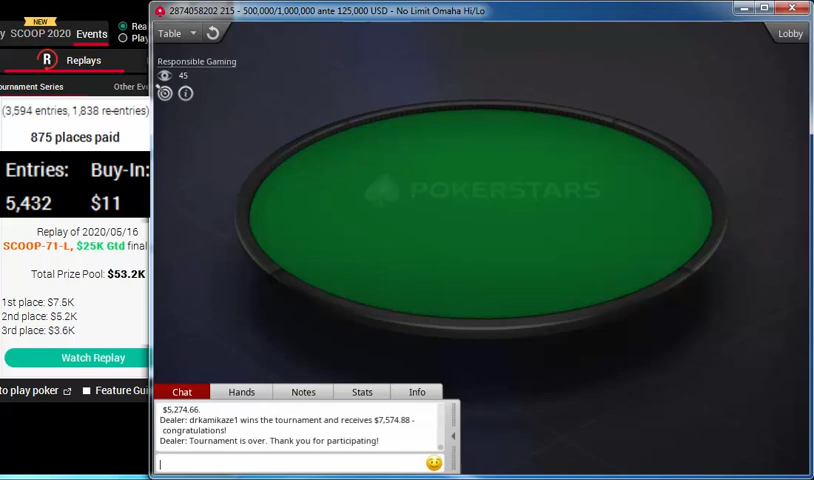 2874058202 215 - 500,000/1,000,000 ante 125,000 USD - No Limit Omaha Hi/Lo
NEW
y SCOOP 2020 Events
Rea
Play
Table
Lobby
R Replays
Responsible Gaming
45
ournament Series Other Eve
(3,594 entries, 1,838 re-entries)
875 places paid
Entries: Buy-In:
5,432 $11
POKERSTARS
Replay of 2020/05/16
SCOOP-71-L, $25K Gtd final
Total Prize Pool: $53.2K
1st place: $7.5K
2nd place: $5.2K
3rd place: $3.6K
Watch Replay
to play poker Feature Gui
Chat Hands Notes Stats Info
$5,274.66.
Dealer: drkamikaze1 wins the tournament and receives $7,574.88 -
congratulations!
Dealer: Tournament is over. Thank you for participating!